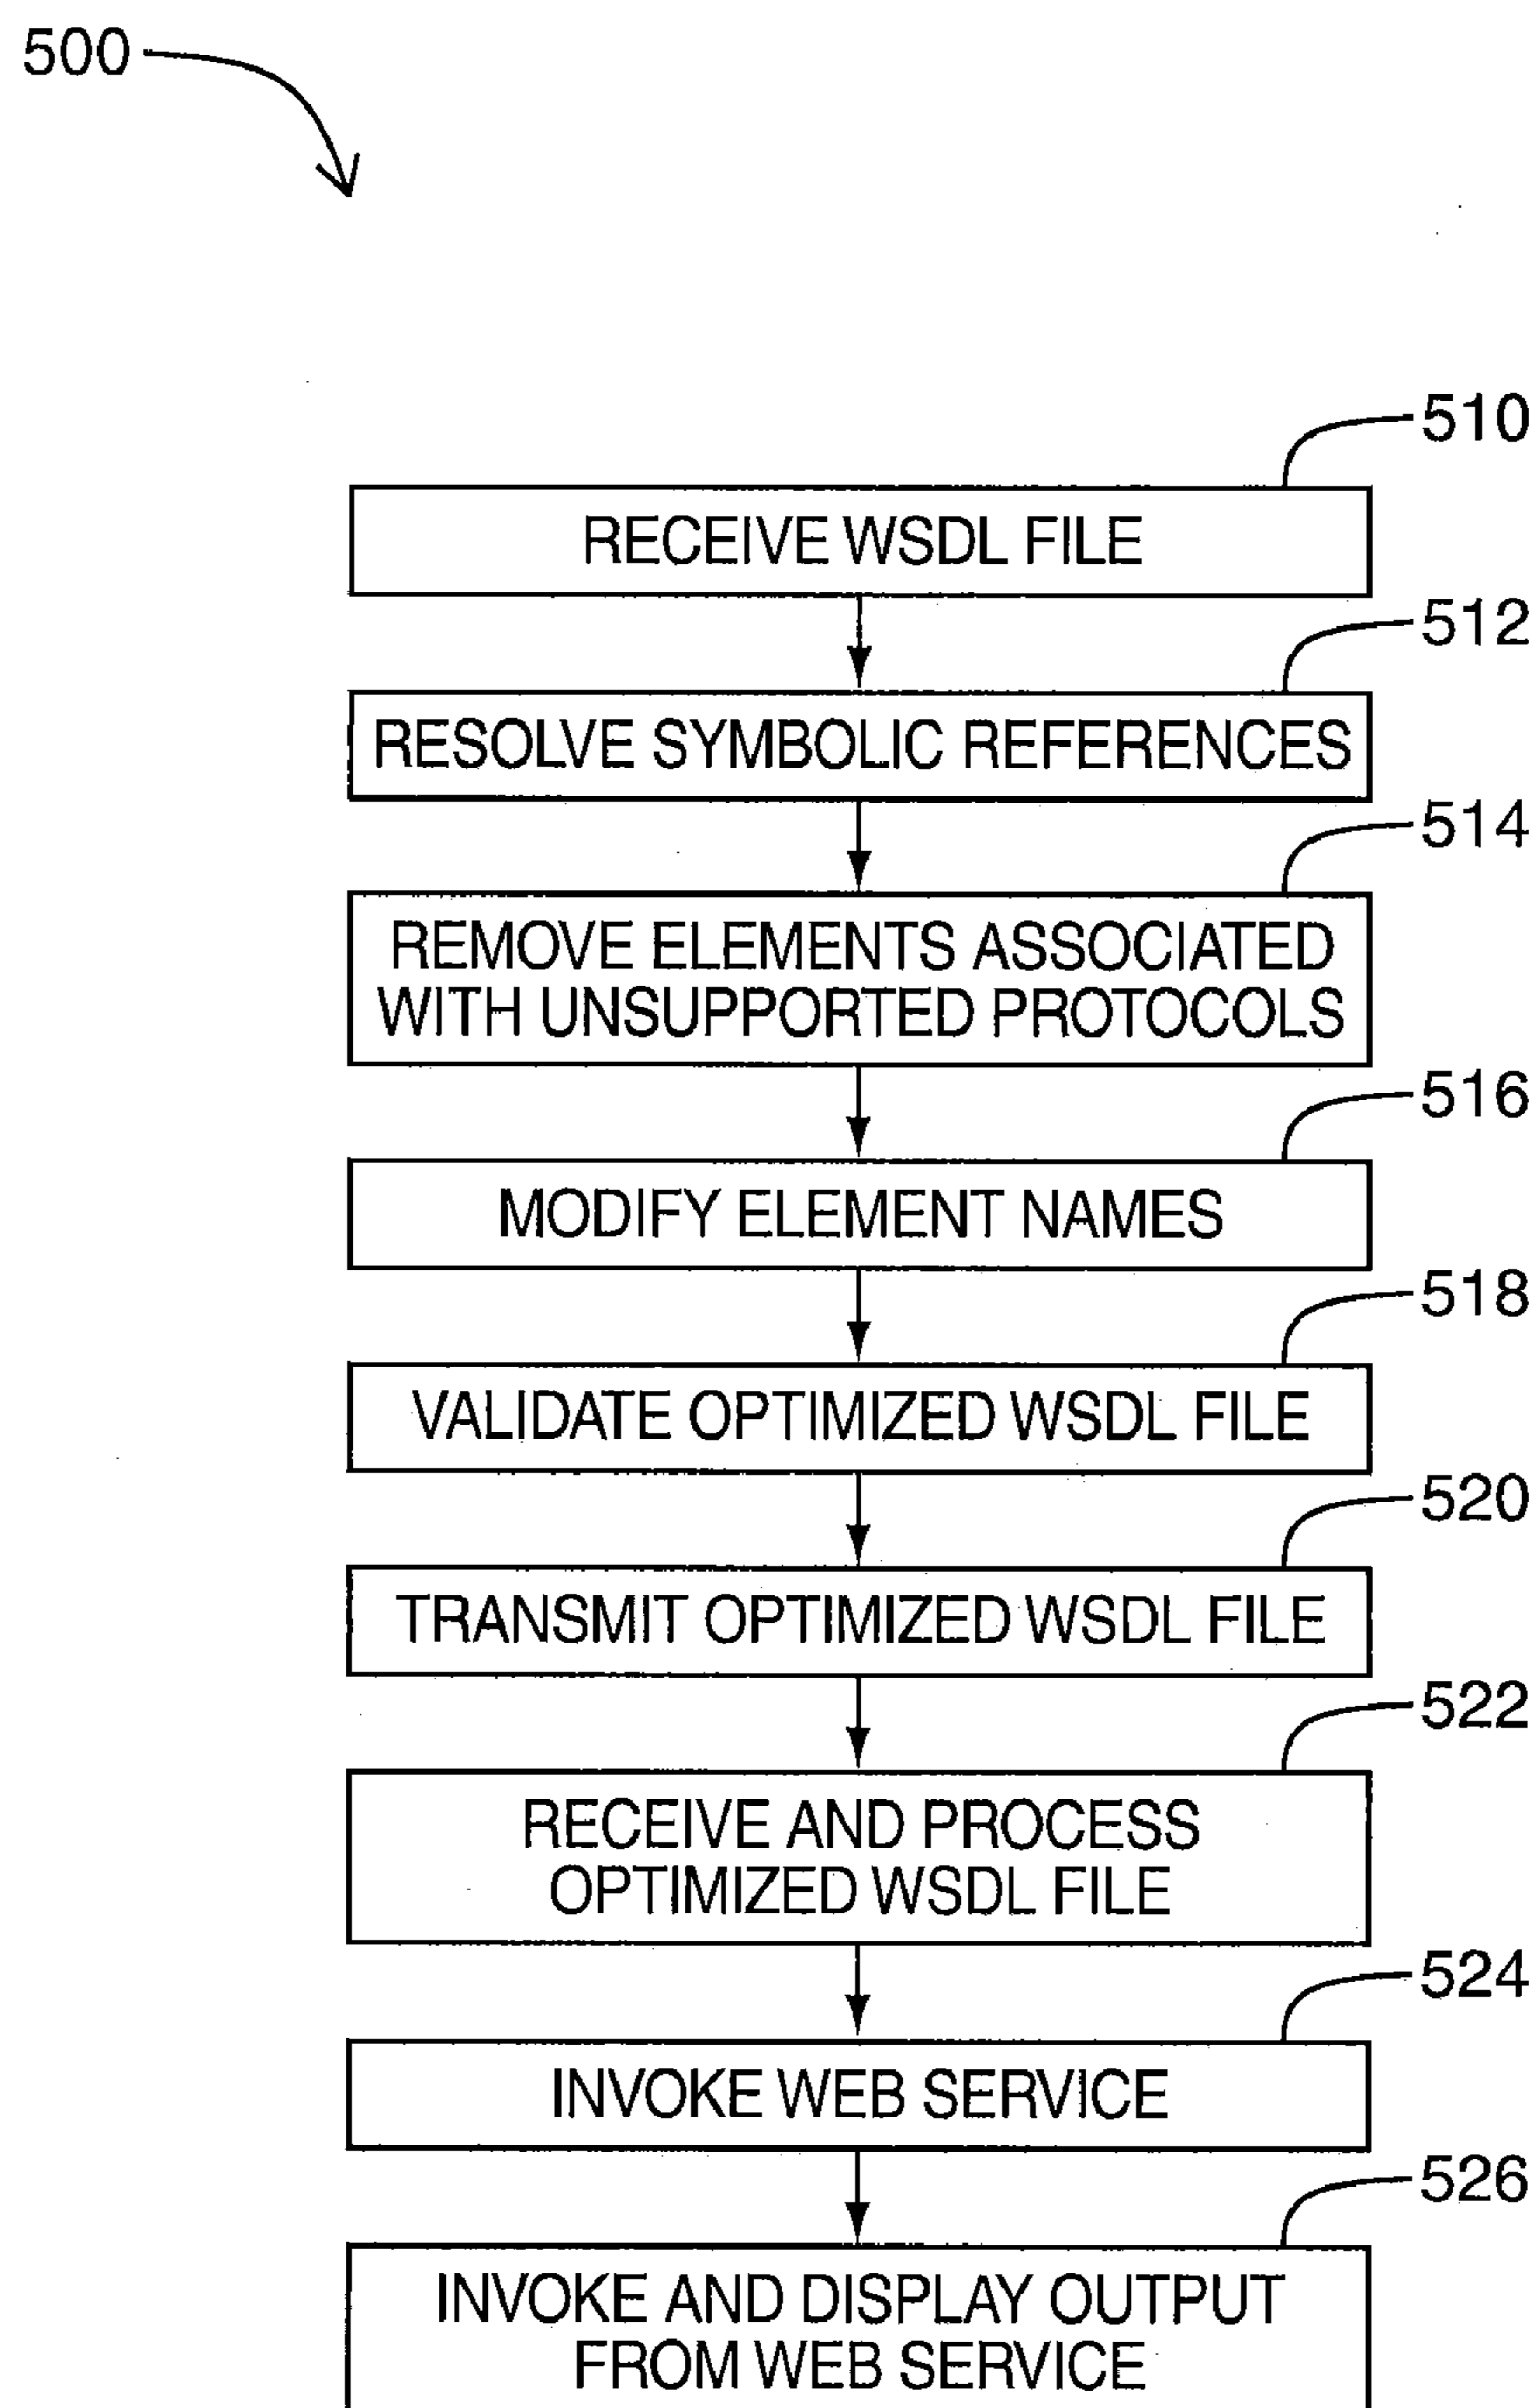 500
510
RECEIVE WSDL FILE
512
RESOLVE SYMBOLIC REFERENCES
514
REMOVE ELEMENTS ASSOCIATED
WITH UNSUPPORTED PROTOCOLS
516
MODIFY ELEMENT NAMES
518
VALIDATE OPTIMIZED WSDL FILE
520
TRANSMIT OPTIMIZED WSDL FILE
522
RECEIVE AND PROCESS
OPTIMIZED WSDL FILE
524
INVOKE WEB SERVICE
526
INVOKE AND DISPLAY OUTPUT
FROM WEB SERVICE